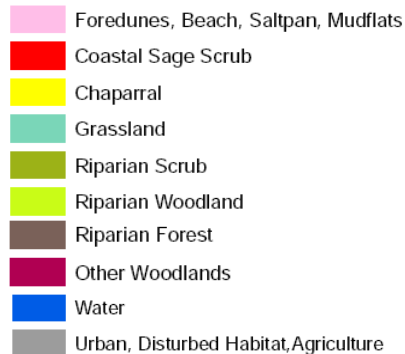 Foredunes, Beach, Saltpan, Mudflats
Coastal Sage Scrub
Chaparral
Grassland
Riparian Scrub
Riparian Woodland
Riparian Forest
Other Woodlands
Water
Urban, Disturbed Habitat,Agriculture